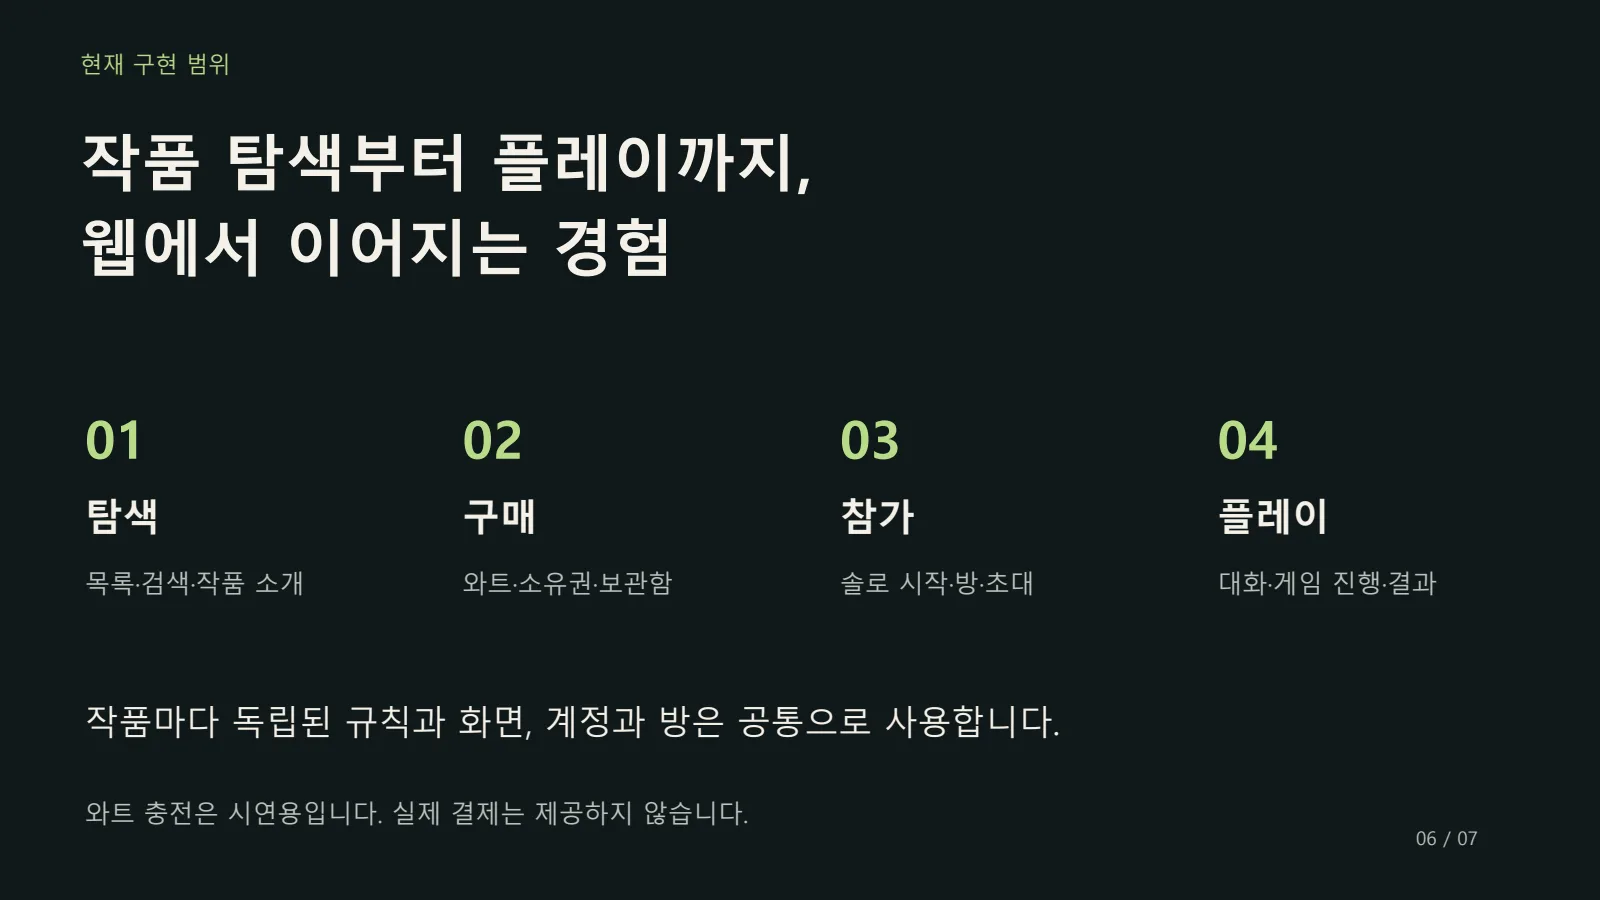 현재 구현 범위
작품 탐색부터 플레이까지,
웹에서 이어지는 경험
01
탐색
목록·검색·작품 소개
02
구매
와트·소유권·보관함
03
참가
솔로 시작·방·초대
04
플레이
대화·게임 진행·결과
작품마다 독립된 규칙과 화면, 계정과 방은 공통으로 사용합니다.
와트 충전은 시연용입니다. 실제 결제는 제공하지 않습니다.
06 / 07